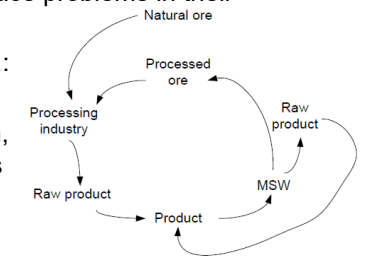 Natural ore
Processed
ore
Processing
industry
Raw
product
MSW
Raw product
Product